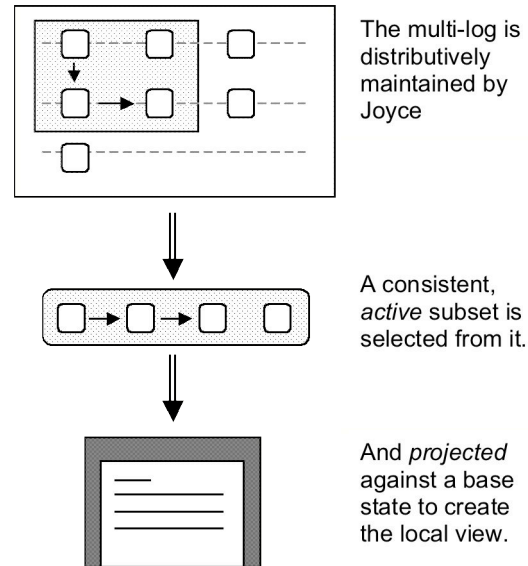 The multi-log is
distributively
maintained by
Joyce
A consistent,
active subset is
selected from it.
And projected
against a base
state to create
the local view.